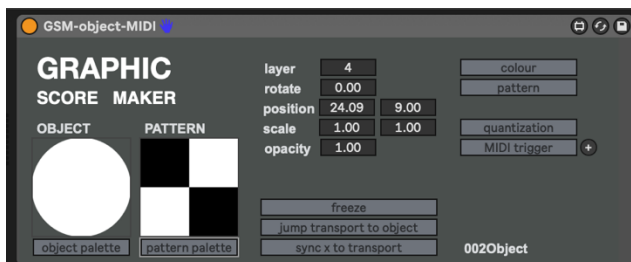 GSM-object-MIDI
GRAPHIC
SCORE MAKER
OBJECT PATTERN
object palette pattern palette
layer 4
rotate 0.00
position 24.09 9.00
scale 1.00 1.00
opacity 1.00
freeze
jump transport to object
sync x to transport
colour
pattern
quantization
MIDI trigger +
002Object